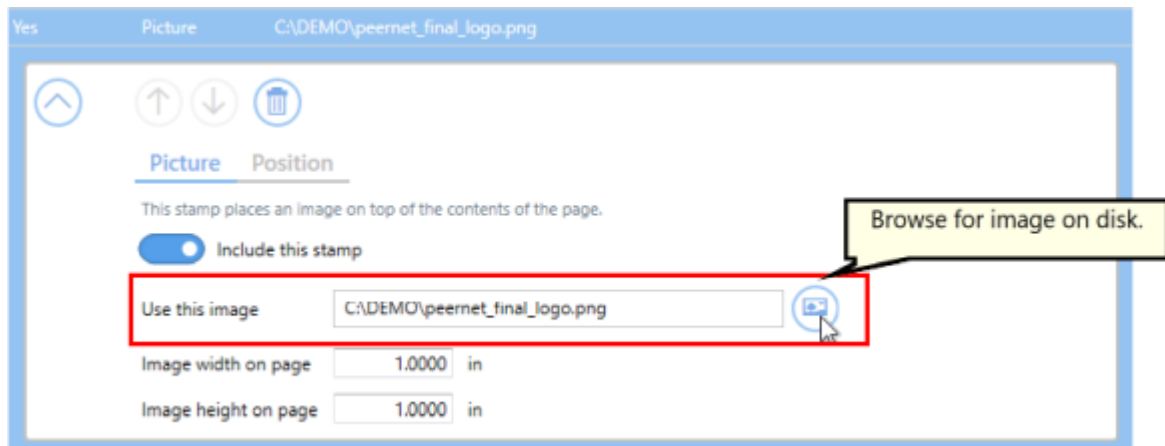 Yes Picture C:\DEMO\peernet_final_logo.png
Picture Position
This stamp places an image on top of the contents of the page.
Browse for image on disk.
Include this stamp
Use this image C:\DEMO\peernet_final_logo.png
Image width on page 1.0000 in
Image height on page 1.0000 in